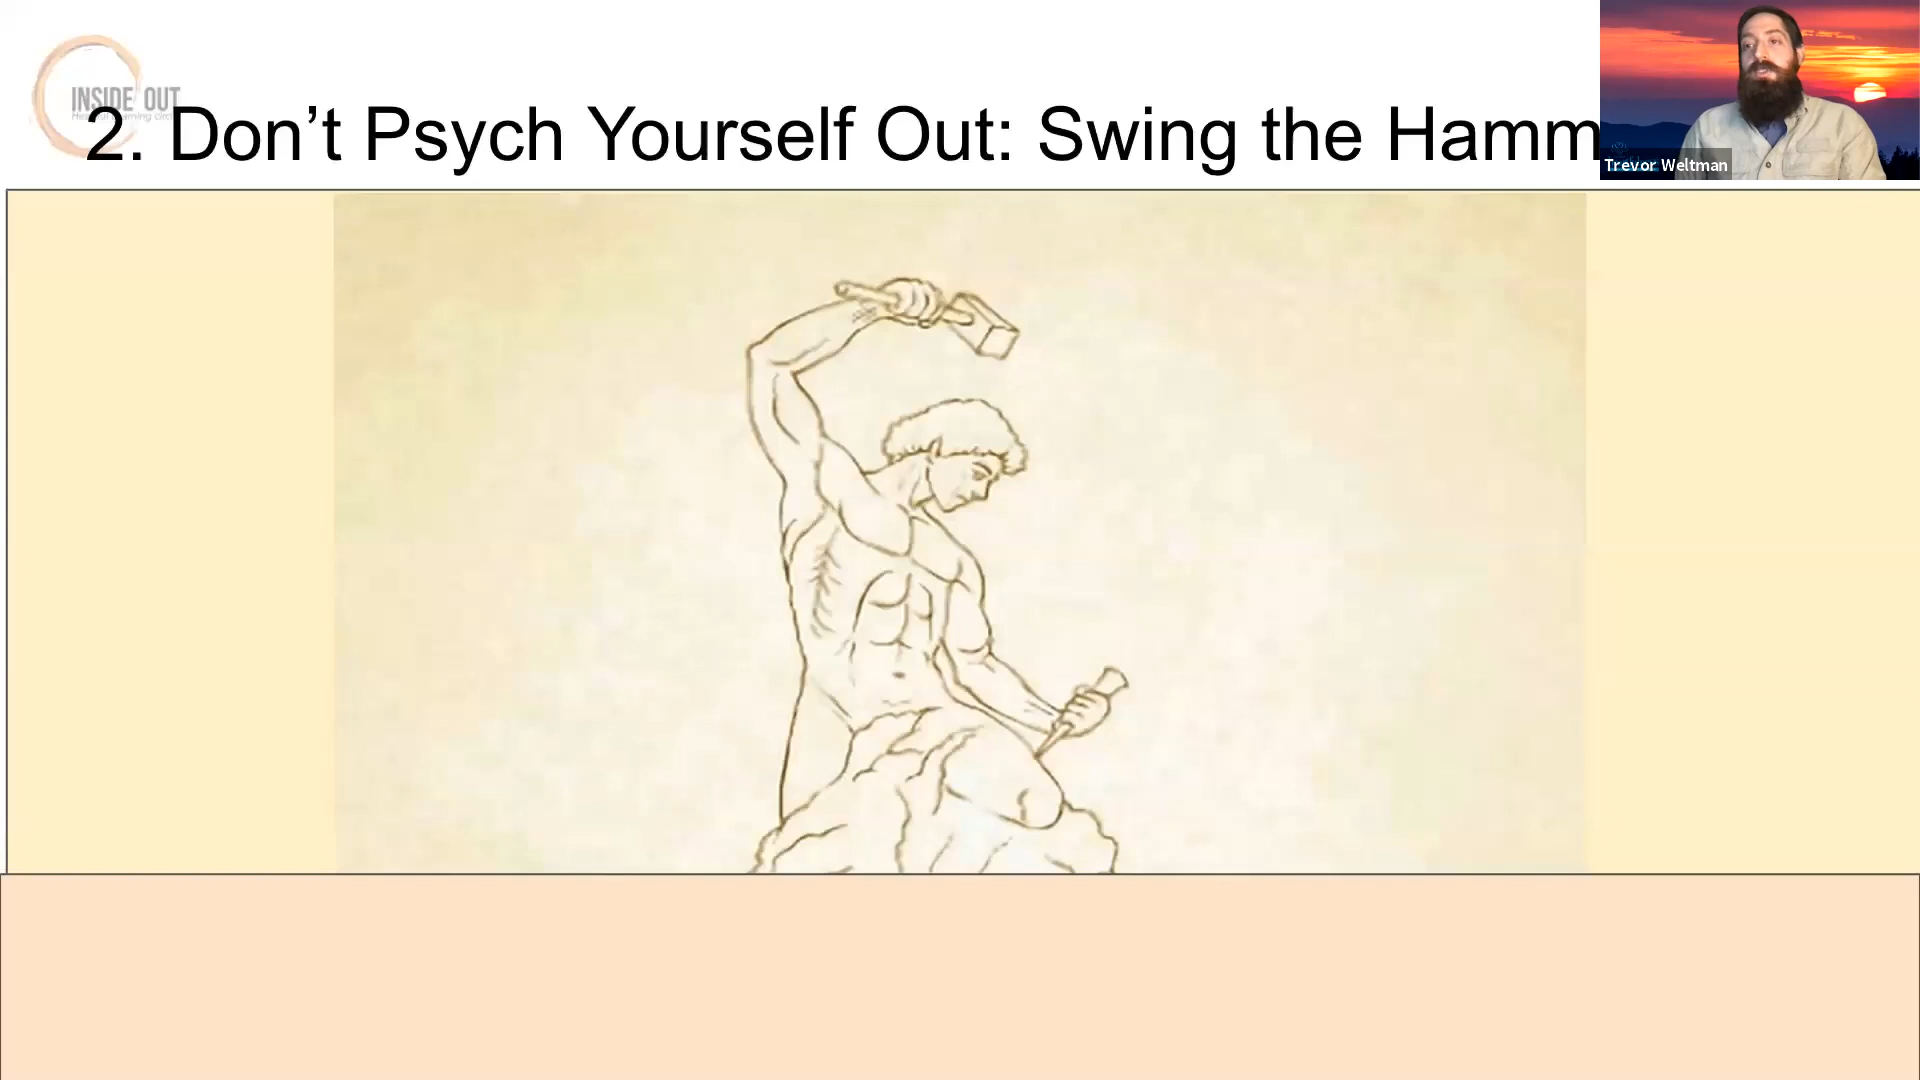 INSIDE OUT
2. Don’t Psych Yourself Out: Swing the Hamm
Trevor Weltman